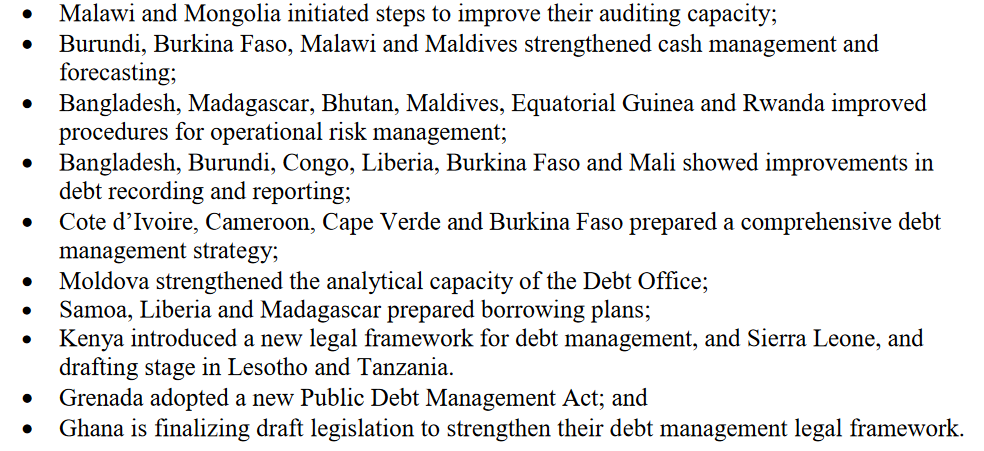 • Malawi and Mongolia initiated steps to improve their auditing capacity;
• Burundi, Burkina Faso, Malawi and Maldives strengthened cash management and
forecasting;
• Bangladesh, Madagascar, Bhutan, Maldives, Equatorial Guinea and Rwanda improved
procedures for operational risk management;
• Bangladesh, Burundi, Congo, Liberia, Burkina Faso and Mali showed improvements in
debt recording and reporting;
• Cote d’Ivoire, Cameroon, Cape Verde and Burkina Faso prepared a comprehensive debt
management strategy;
• Moldova strengthened the analytical capacity of the Debt Office;
• Samoa, Liberia and Madagascar prepared borrowing plans;
• Kenya introduced a new legal framework for debt management, and Sierra Leone, and
drafting stage in Lesotho and Tanzania.
• Grenada adopted a new Public Debt Management Act; and
• Ghana is finalizing draft legislation to strengthen their debt management legal framework.